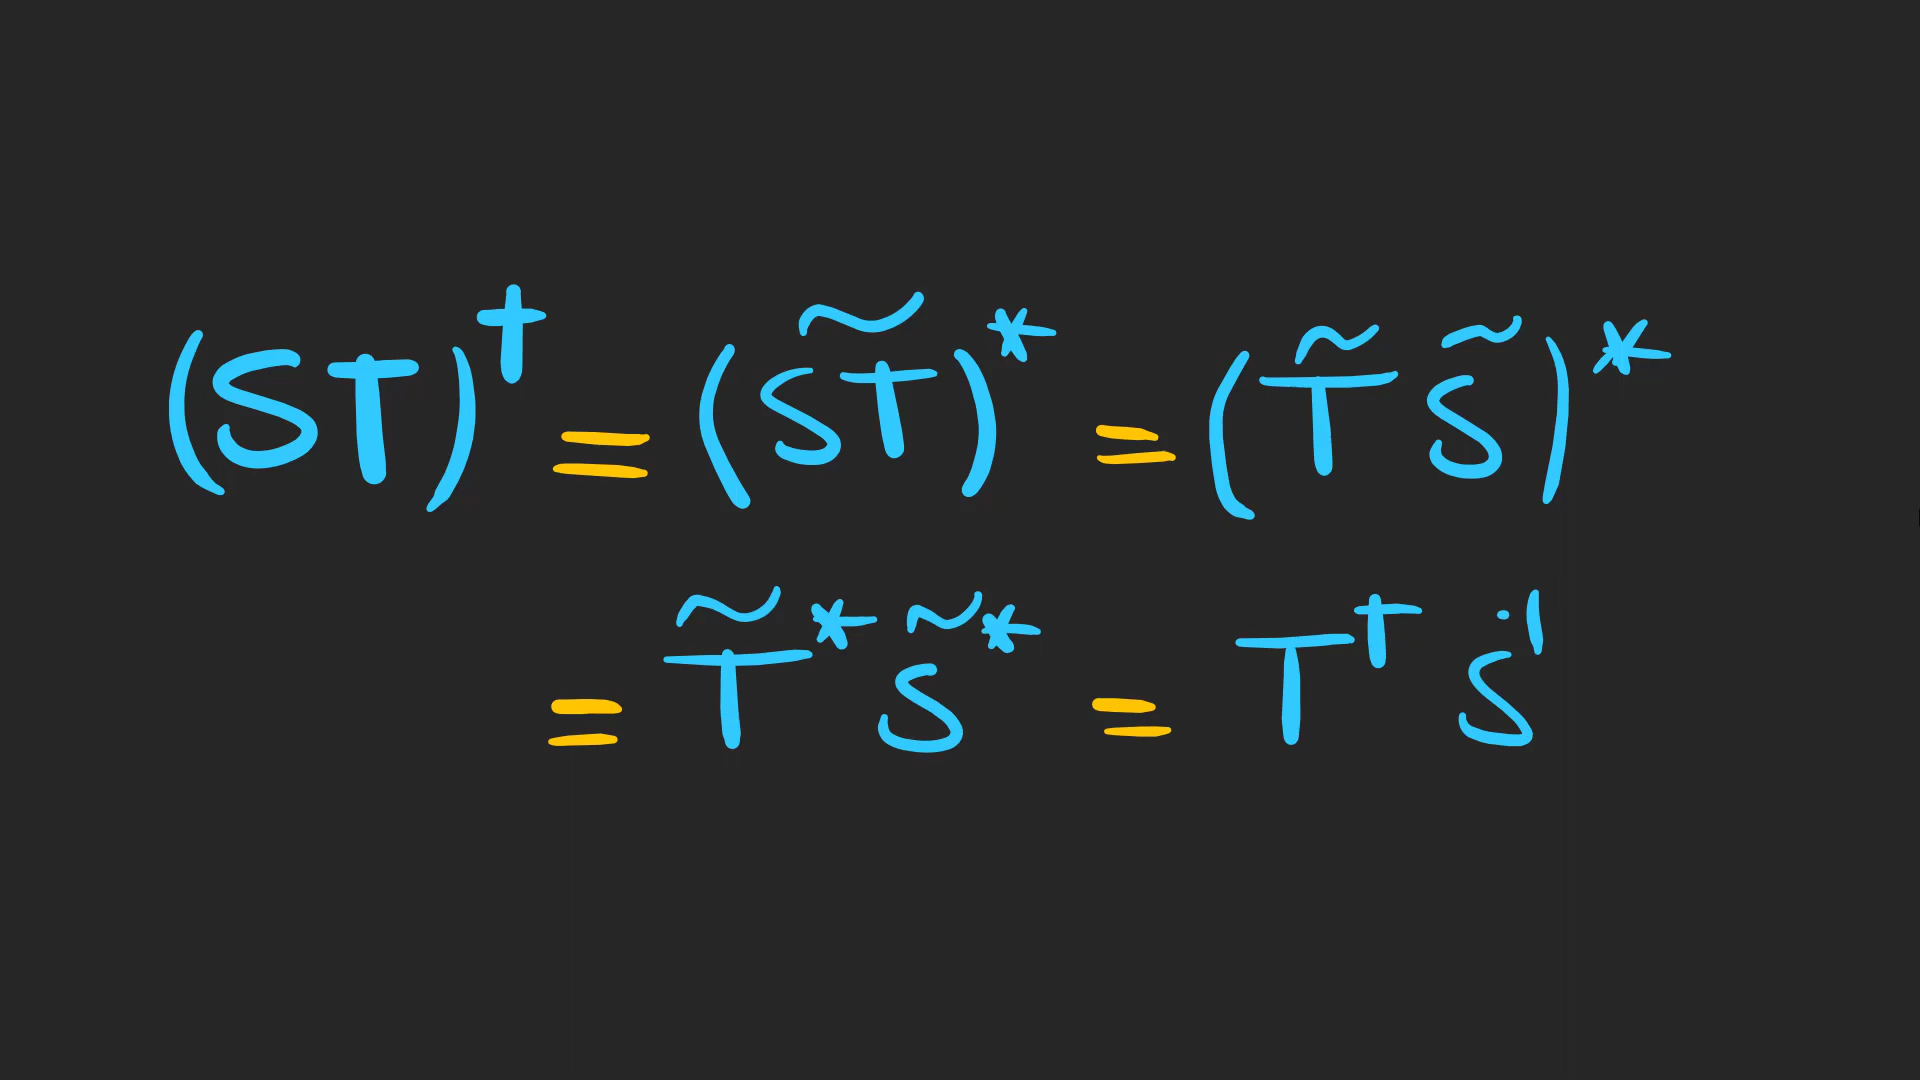 (ST)† = (S͠T)* = (T̃ S̃)*
= T̃* S̃* = T† S